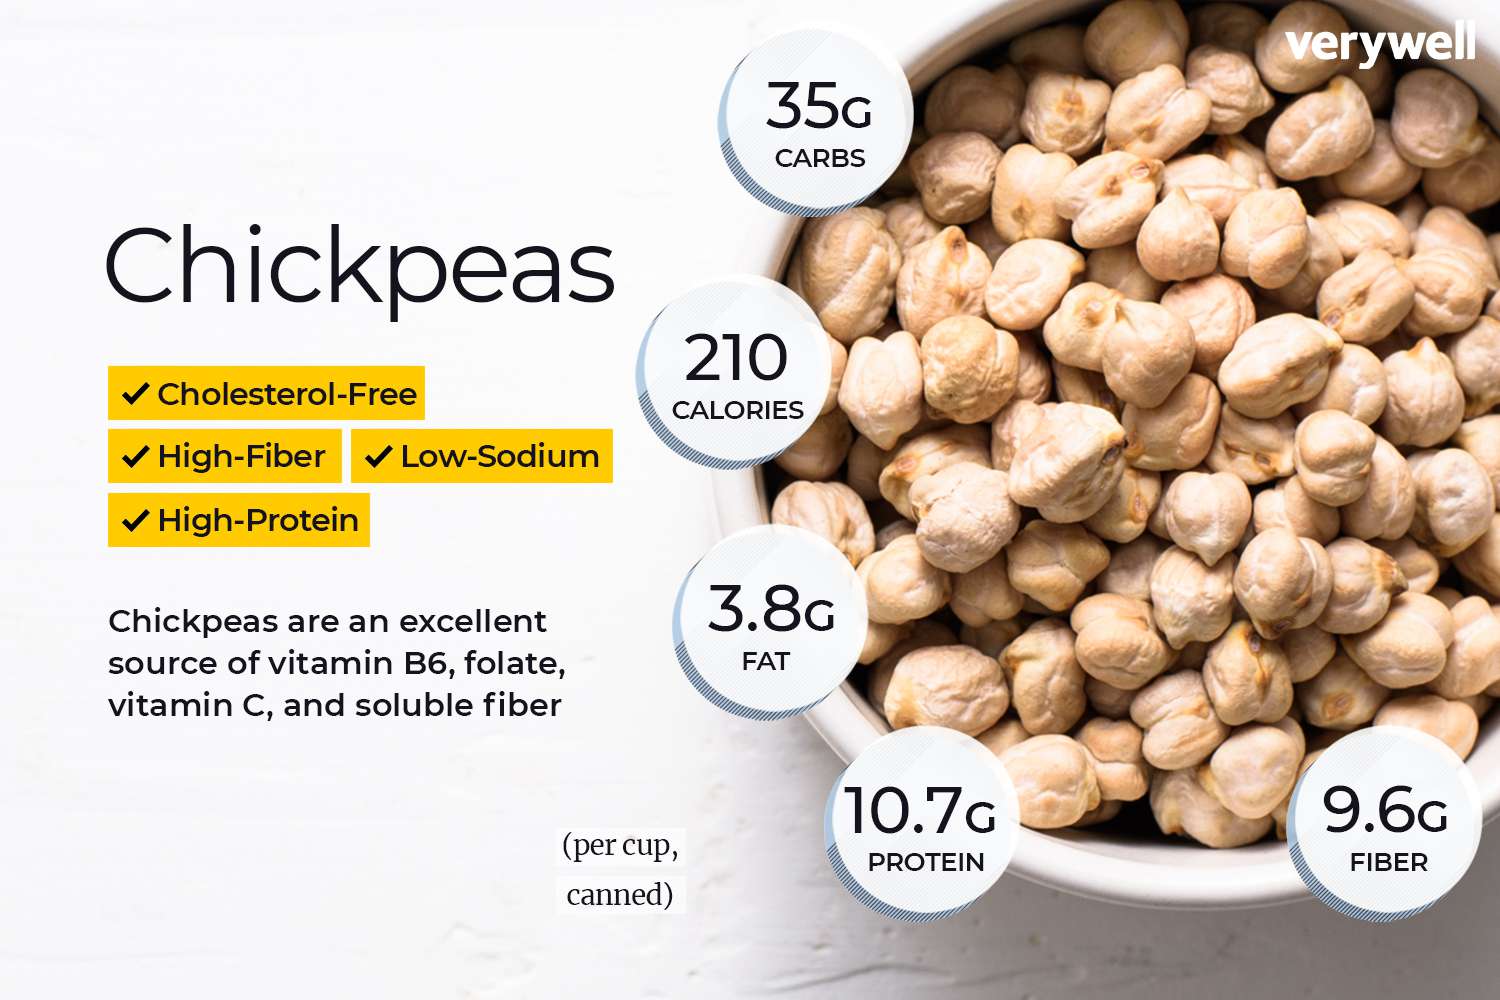 verywell
Chickpeas
Cholesterol-Free
High-Fiber
Low-Sodium
High-Protein
Chickpeas are an excellent
source of vitamin B6, folate,
vitamin C, and soluble fiber
(per cup,
canned)
35G
CARBS
210
CALORIES
3.8G
FAT
10.7G
PROTEIN
9.6G
FIBER